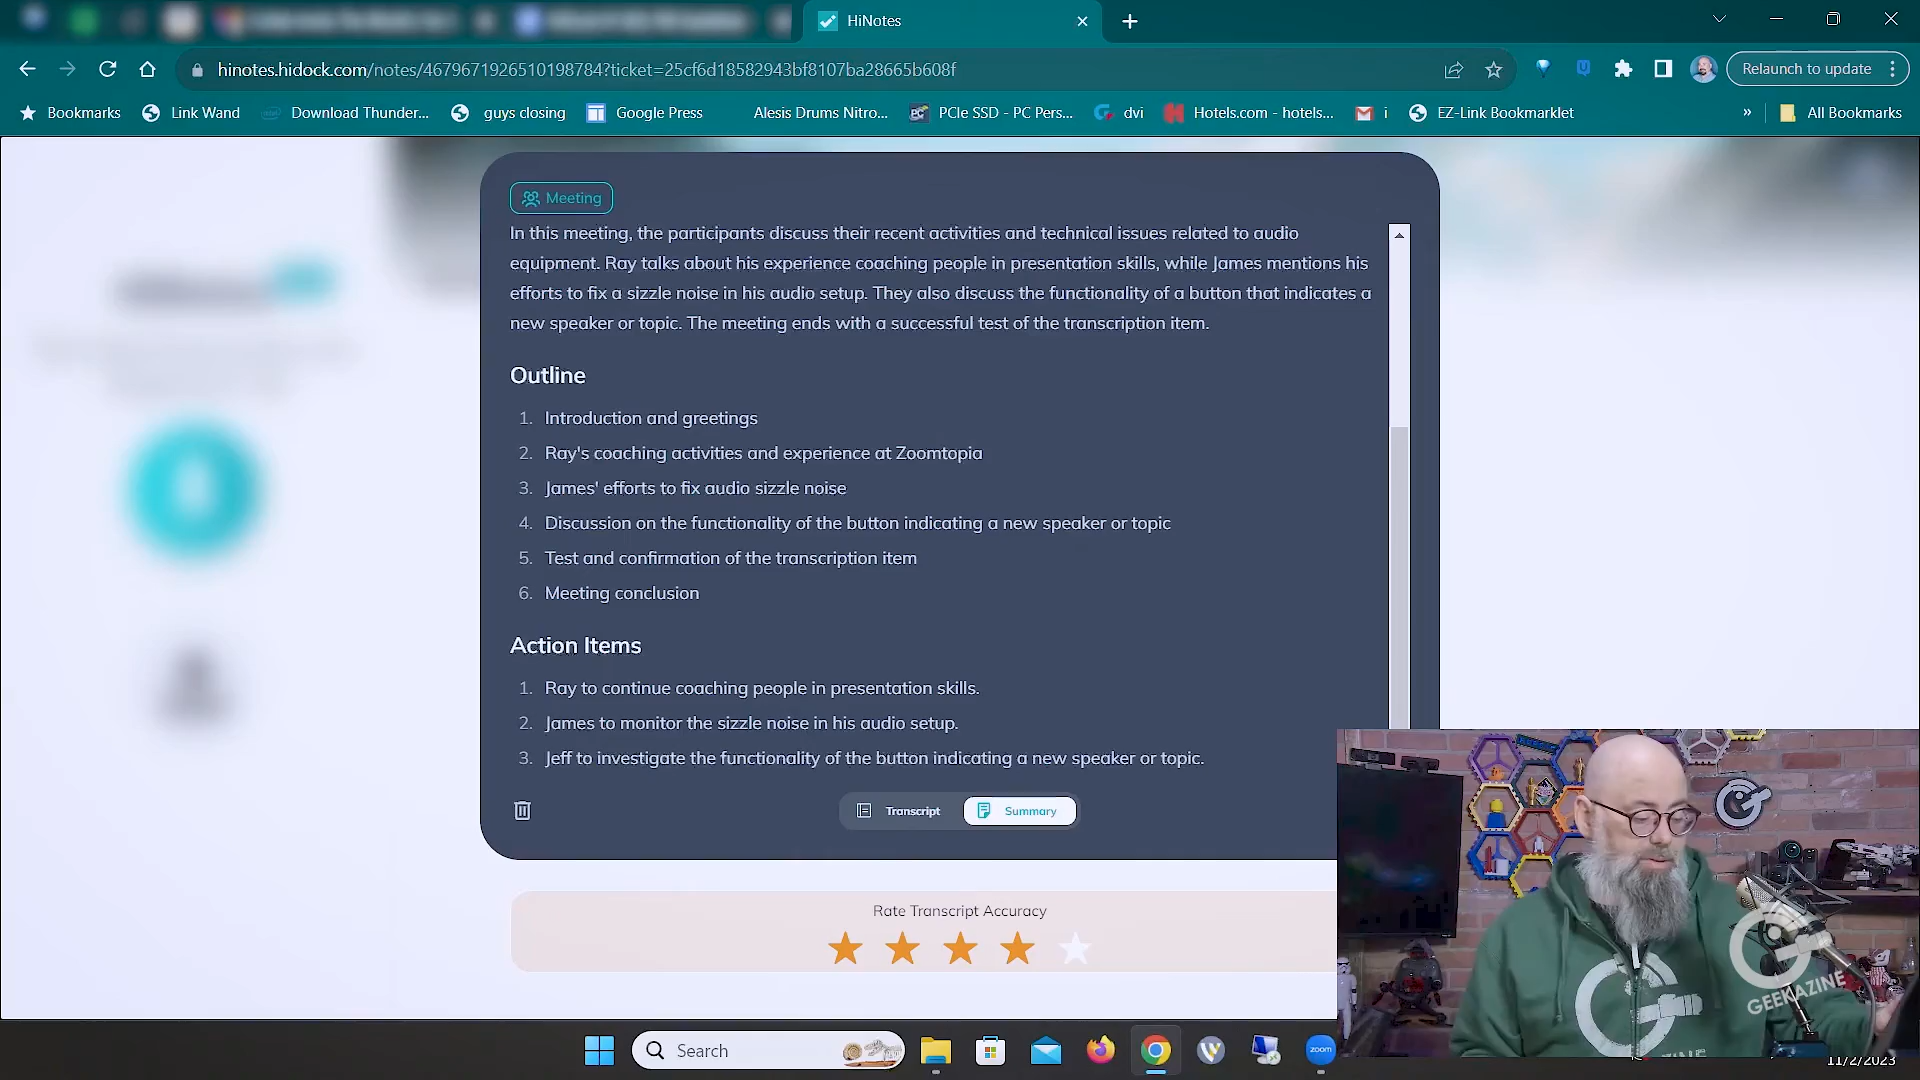 HiNotes
hinotes.hidock.com/notes/4679671926510198784?ticket=25cf6d18582943bf8107ba28665b608f
Relaunch to update
Bookmarks
Link Wand
Download Thunder...
guys closing
Google Press
Alesis Drums Nitro...
PC
PCIe SSD - PC Pers...
dvi
Hotels.com - hotels...
i
EZ-Link Bookmarklet
»
All Bookmarks
Meeting
In this meeting, the participants discuss their recent activities and technical issues related to audio
equipment. Ray talks about his experience coaching people in presentation skills, while James mentions his
efforts to fix a sizzle noise in his audio setup. They also discuss the functionality of a button that indicates a
new speaker or topic. The meeting ends with a successful test of the transcription item.
Outline
1. Introduction and greetings
2. Ray's coaching activities and experience at Zoomtopia
3. James' efforts to fix audio sizzle noise
4. Discussion on the functionality of the button indicating a new speaker or topic
5. Test and confirmation of the transcription item
6. Meeting conclusion
Action Items
1. Ray to continue coaching people in presentation skills.
2. James to monitor the sizzle noise in his audio setup.
3. Jeff to investigate the functionality of the button indicating a new speaker or topic.
Transcript
Summary
Rate Transcript Accuracy
GEEKAZINE
Search
zoom
11/2/2023